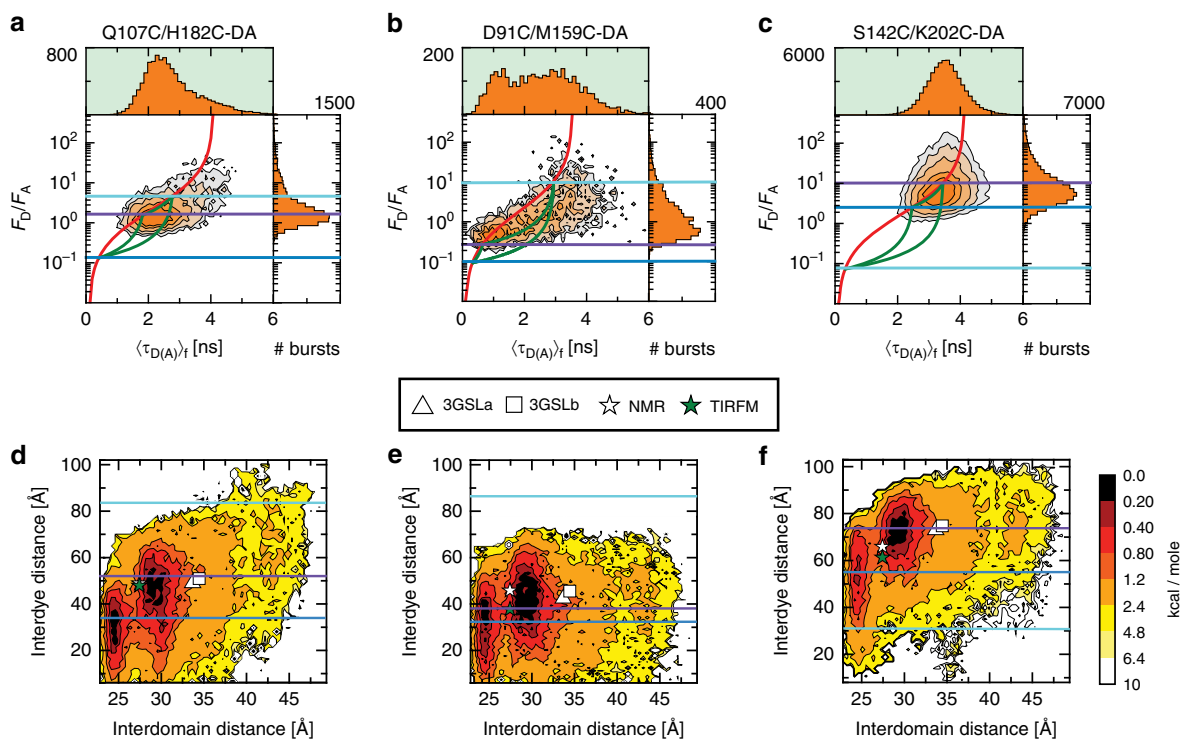 a
Q107C/H182C-DA
800
1500
10²
10¹
10⁰
10⁻¹
F_D/F_A
0 2 4 6
⟨τ_D(A)⟩_f [ns]
# bursts
b
D91C/M159C-DA
200
400
10²
10¹
10⁰
10⁻¹
F_D/F_A
0 2 4 6
⟨τ_D(A)⟩_f [ns]
# bursts
c
S142C/K202C-DA
6000
7000
10²
10¹
10⁰
10⁻¹
F_D/F_A
0 2 4 6
⟨τ_D(A)⟩_f [ns]
# bursts
3GSLa 3GSLb NMR TIRFM
d
100
80
60
40
20
Interdye distance [Å]
25 30 35 40 45
Interdomain distance [Å]
e
100
80
60
40
20
Interdye distance [Å]
25 30 35 40 45
Interdomain distance [Å]
f
100
80
60
40
20
Interdye distance [Å]
25 30 35 40 45
Interdomain distance [Å]
0.0
0.20
0.40
0.80
1.2
2.4
4.8
6.4
10
kcal / mole